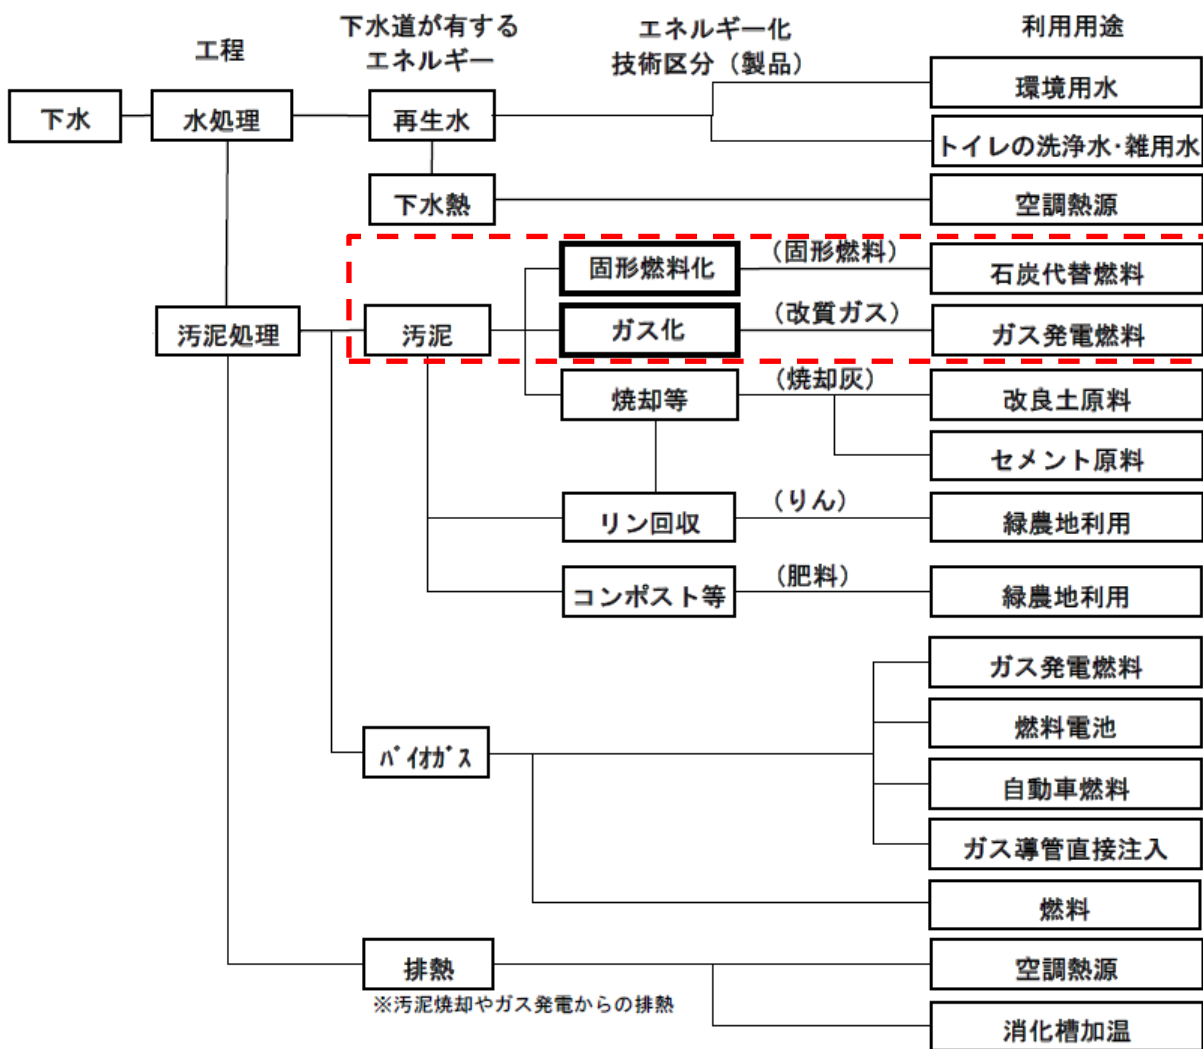 工程
下水道が有する
エネルギー
エネルギー化
技術区分（製品）
利用用途
下水
水処理
再生水
環境用水
トイレの洗浄水・雑用水
下水熱
空調熱源
固形燃料化
（固形燃料）
石炭代替燃料
汚泥処理
汚泥
ガス化
（改質ガス）
ガス発電燃料
焼却等
（焼却灰）
改良土原料
セメント原料
リン回収
（りん）
緑農地利用
コンポスト等
（肥料）
緑農地利用
ガス発電燃料
燃料電池
ﾊﾞｲｵｶﾞｽ
自動車燃料
ガス導管直接注入
燃料
排熱
空調熱源
※汚泥焼却やガス発電からの排熱
消化槽加温